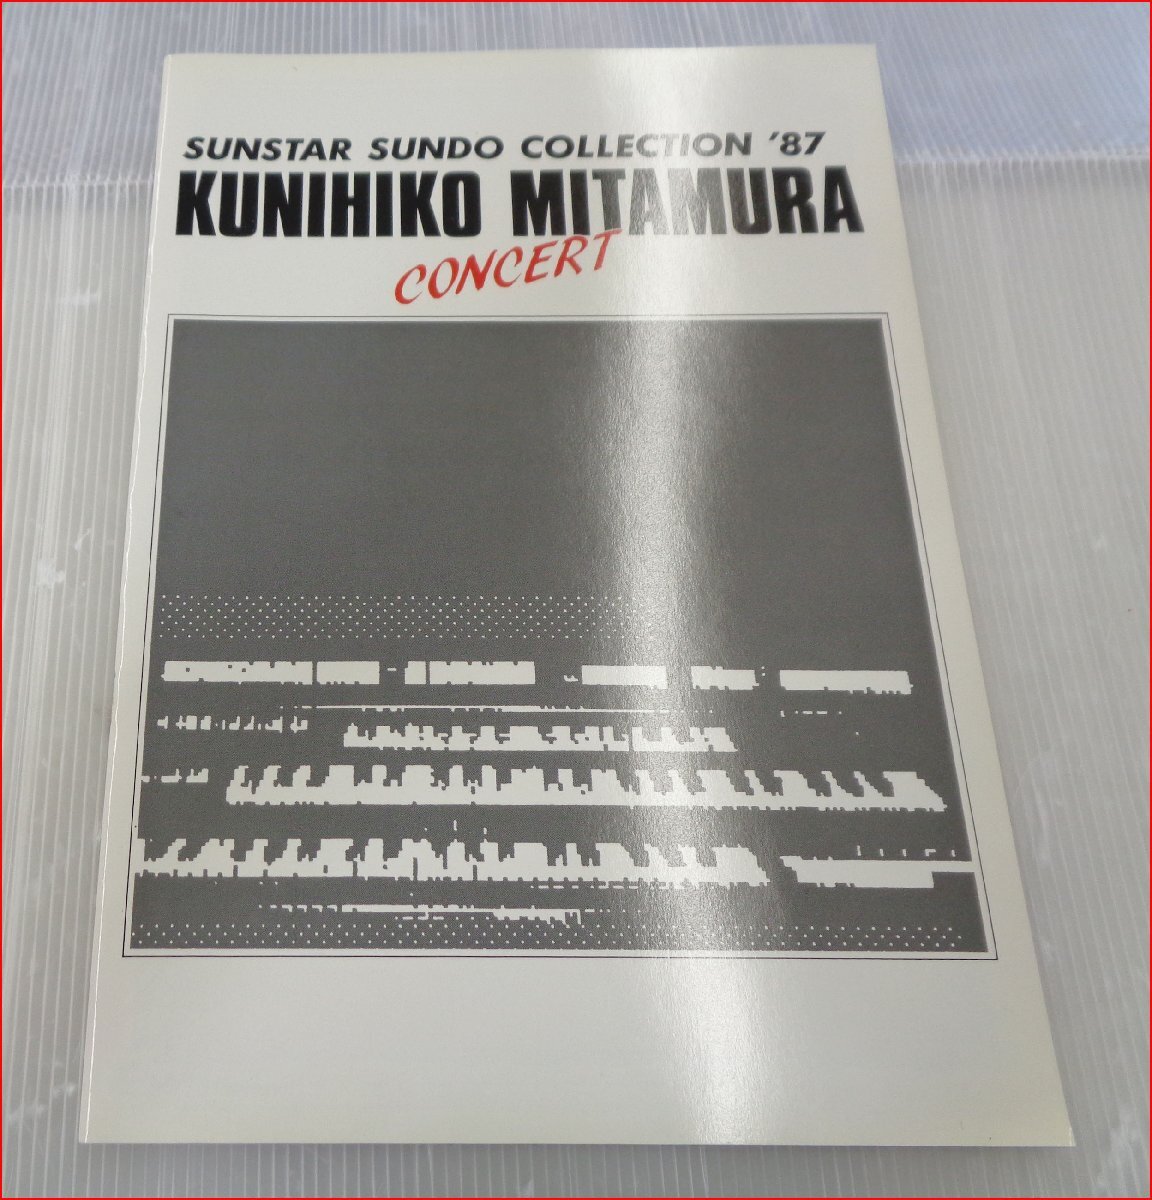 SUNSTAR SUNDO COLLECTION '87
KUNIHIKO MITAMURA
CONCERT